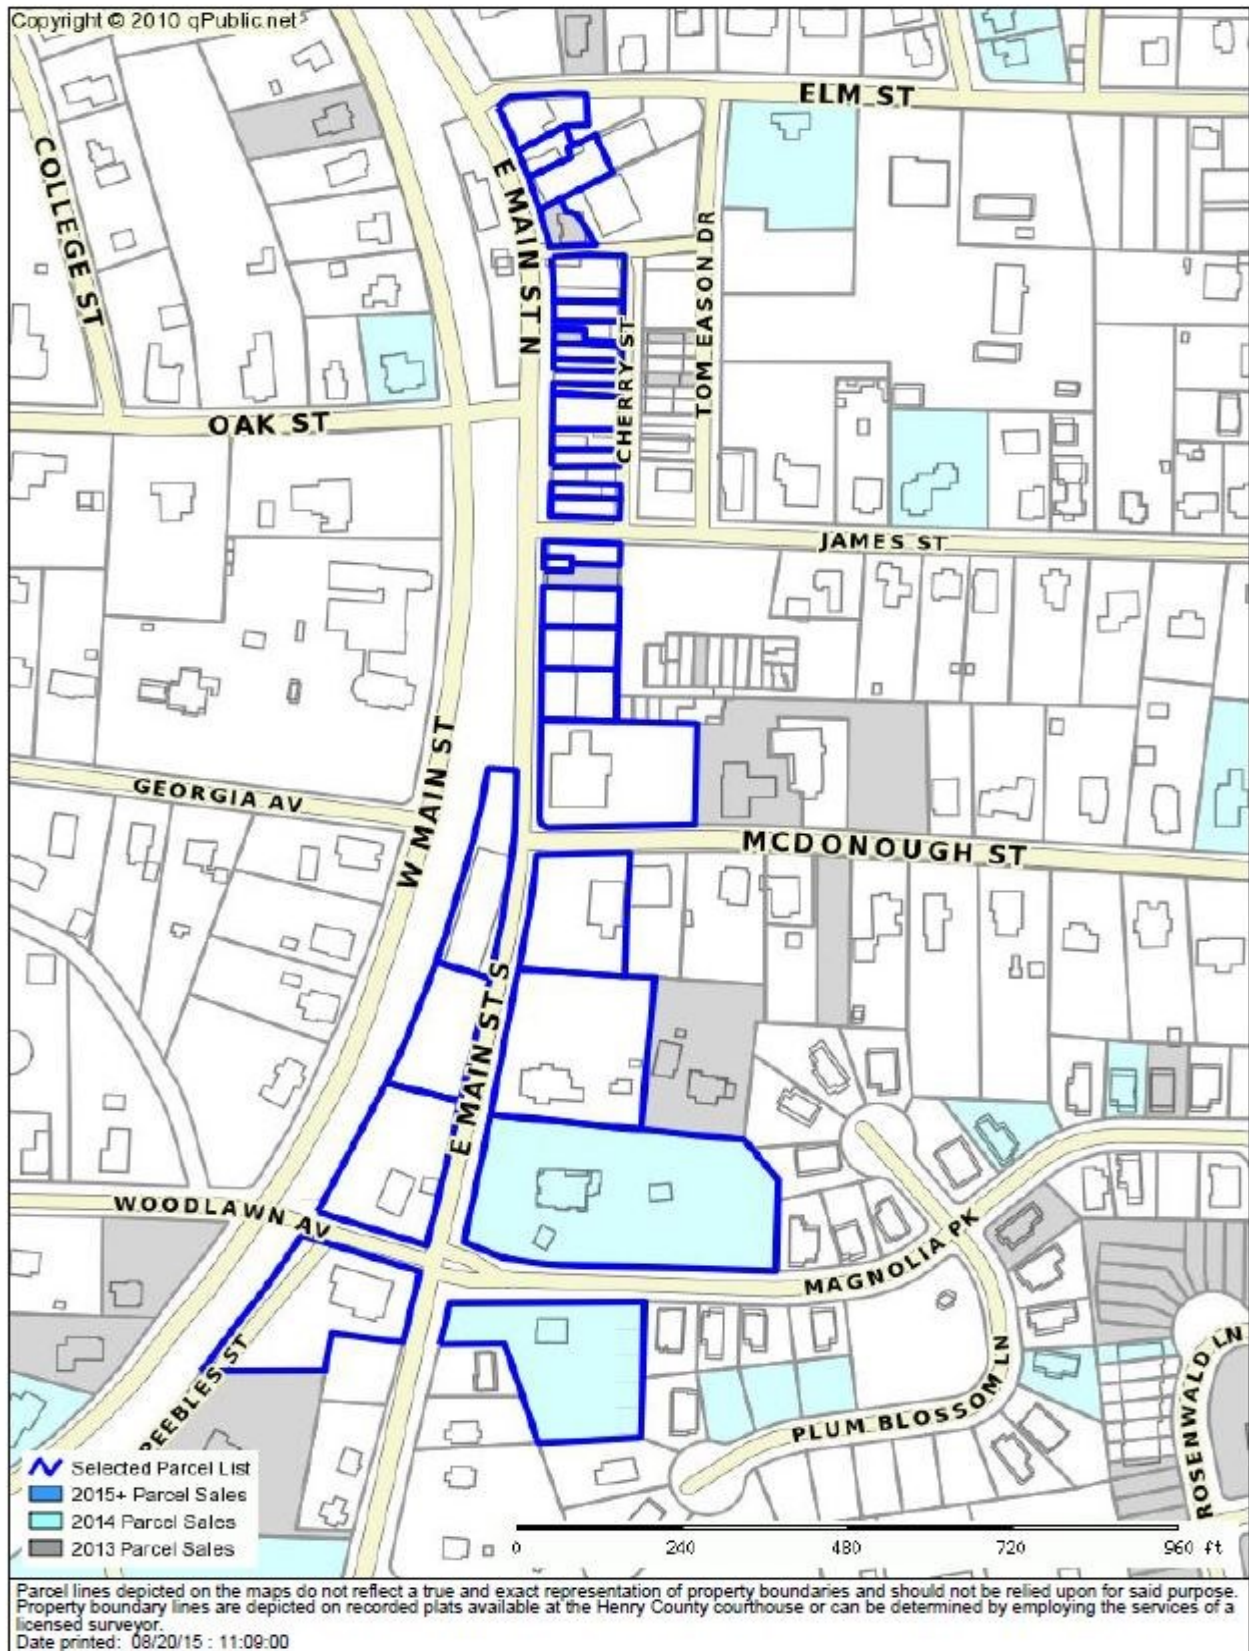 Copyright © 2010 qPublic.net
ELM ST
COLLEGE ST
E MAIN ST N
TOM EASON DR
CHERRY ST
OAK ST
JAMES ST
W MAIN ST
GEORGIA AV
MCDONOUGH ST
E MAIN ST S
WOODLAWN AV
MAGNOLIA PK
PEEBLES ST
PLUM BLOSSOM LN
ROSENWALD LN
Selected Parcel List
2015+ Parcel Sales
2014 Parcel Sales
2013 Parcel Sales
0 240 480 720 960 ft
Parcel lines depicted on the maps do not reflect a true and exact representation of property boundaries and should not be relied upon for said purpose.
Property boundary lines are depicted on recorded plats available at the Henry County courthouse or can be determined by employing the services of a
licensed surveyor.
Date printed: 08/20/15 : 11:09:00